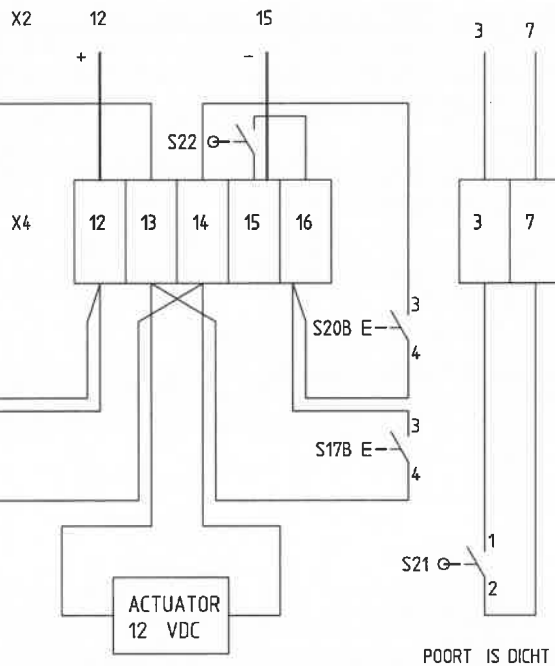 X2 12 15 3 7
+ -
S22
X4 12 13 14 15 16 3 7
3
S20B E
4
3
S17B E
4
1
S21
2
ACTUATOR
12 VDC
POORT IS DICHT